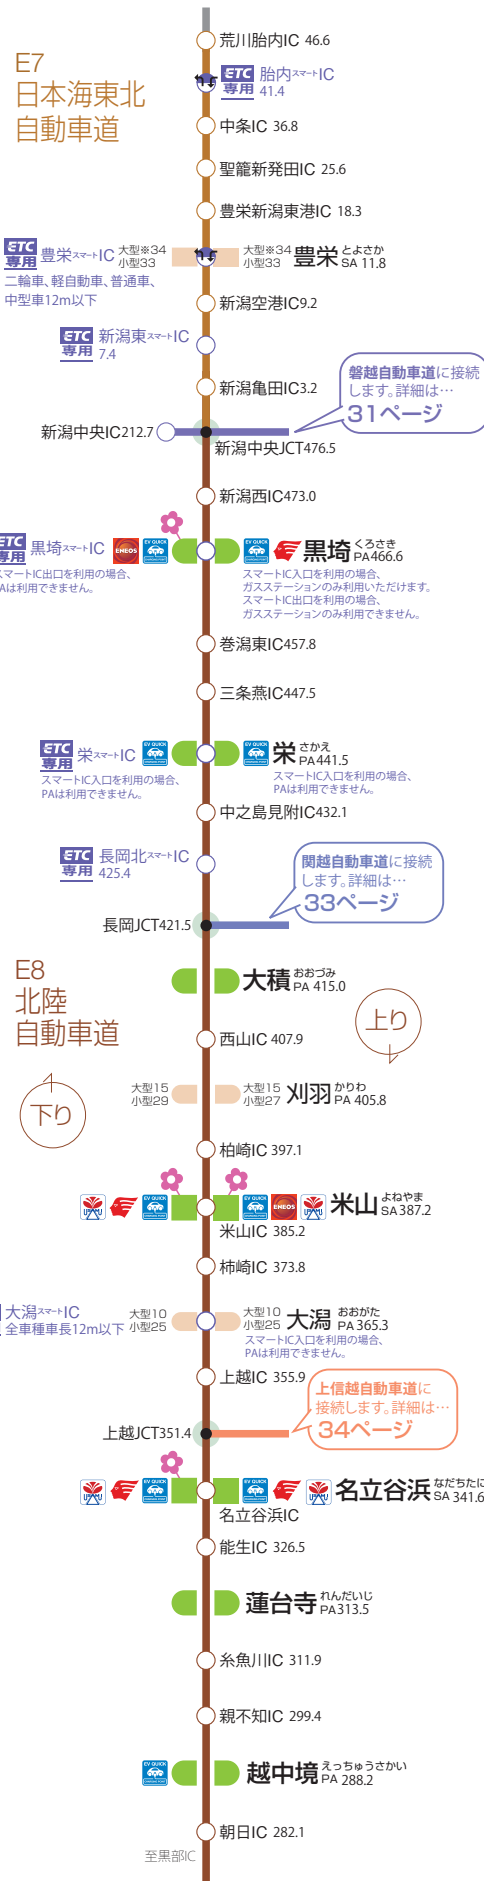 荒川胎内IC 46.6
E7
日本海東北
自動車道
ETC
専用
胎内スマートIC
41.4
中条IC 36.8
聖籠新発田IC 25.6
豊栄新潟東港IC 18.3
ETC
専用
豊栄スマートIC
二輪車、軽自動車、普通車、
中型車12m以下
大型※34
小型33
大型※34
小型33
豊栄 とよさか
SA 11.8
新潟空港IC9.2
ETC
専用
新潟東スマートIC
7.4
新潟亀田IC3.2
磐越自動車道に接続
します。詳細は…
31ページ
新潟中央IC212.7
新潟中央JCT476.5
新潟西IC473.0
ETC
専用
黒埼スマートIC
スマートIC出口を利用の場合、
PAは利用できません。
ENEOS
EV QUICK
EV QUICK
黒埼 くろさき
PA466.6
スマートIC入口を利用の場合、
ガスステーションのみ利用いただけます。
スマートIC出口を利用の場合、
ガスステーションのみ利用できません。
巻潟東IC457.8
三条燕IC447.5
ETC
専用
栄スマートIC
スマートIC入口を利用の場合、
PAは利用できません。
EV QUICK
EV QUICK
栄 さかえ
PA441.5
スマートIC入口を利用の場合、
PAは利用できません。
中之島見附IC432.1
ETC
専用
長岡北スマートIC
425.4
関越自動車道に接続
します。詳細は…
33ページ
長岡JCT421.5
E8
北陸
自動車道
大積 おおづみ
PA 415.0
上り
西山IC 407.9
下り
大型15
小型29
大型15
小型27
刈羽 かりわ
PA 405.8
柏崎IC 397.1
EV QUICK
EV QUICK
ENEOS
米山 よねやま
SA387.2
米山IC 385.2
柿崎IC 373.8
大潟スマートIC
全車種車長12m以下
大型10
小型25
大型10
小型25
大潟 おおがた
PA 365.3
スマートIC入口を利用の場合、
PAは利用できません。
上越IC 355.9
上信越自動車道に
接続します。詳細は…
34ページ
上越JCT351.4
EV QUICK
EV QUICK
名立谷浜 なだちたに
SA 341.6
名立谷浜IC
能生IC 326.5
蓮台寺 れんだいじ
PA313.5
糸魚川IC 311.9
親不知IC 299.4
EV QUICK
越中境 えっちゅうさかい
PA 288.2
朝日IC 282.1
至黒部IC